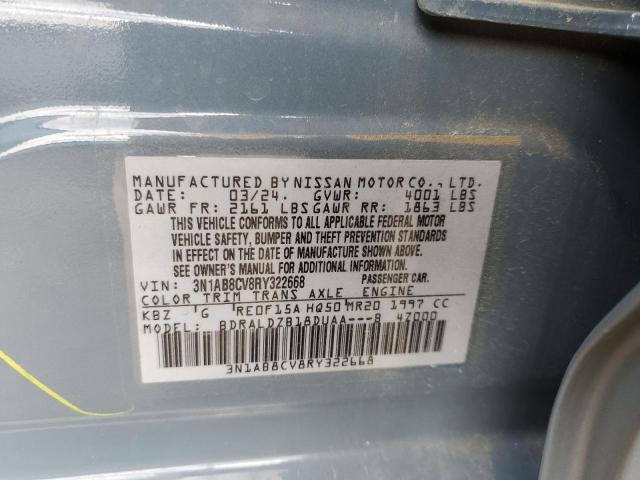 MANUFACTURED BY NISSAN MOTOR CO., LTD.
DATE: 03/24. GVWR: 4001 LBS
GAWR FR: 2161 LBS GAWR RR: 1863 LBS
THIS VEHICLE CONFORMS TO ALL APPLICABLE FEDERAL MOTOR
VEHICLE SAFETY, BUMPER AND THEFT PREVENTION STANDARDS
IN EFFECT ON THE DATE OF MANUFACTURE SHOWN ABOVE.
SEE OWNER'S MANUAL FOR ADDITIONAL INFORMATION.
VIN: 3N1AB8CV8RY322668 PASSENGER CAR.
COLOR TRIM TRANS AXLE ENGINE
KBZ G RE0F15A HQ50 MR20 1997 CC
MODEL: BDRALDZB18DUAA---8 47000
3N1AB8CV8RY322668